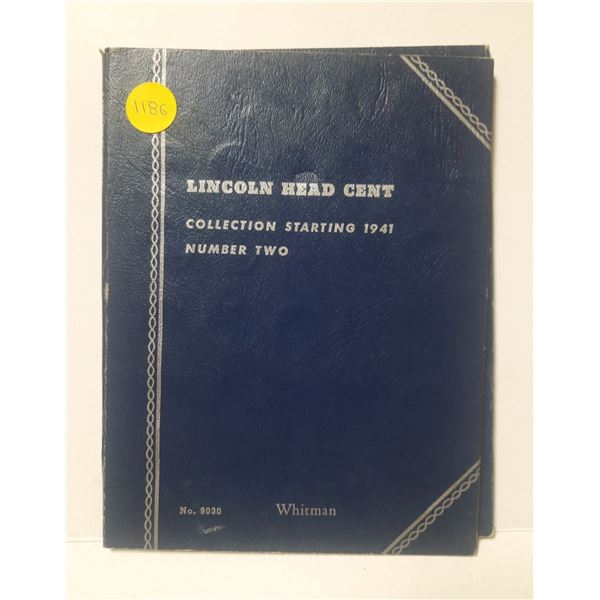 1186
LINCOLN HEAD CENT
COLLECTION STARTING 1941
NUMBER TWO
No. 9030 Whitman